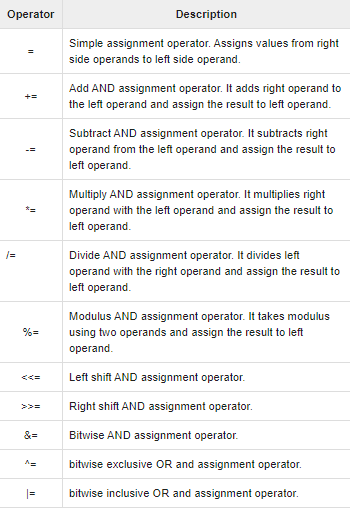 Operator Description
= Simple assignment operator. Assigns values from right
side operands to left side operand.
+= Add AND assignment operator. It adds right operand to
the left operand and assign the result to left operand.
-= Subtract AND assignment operator. It subtracts right
operand from the left operand and assign the result to
left operand.
*= Multiply AND assignment operator. It multiplies right
operand with the left operand and assign the result to
left operand.
/= Divide AND assignment operator. It divides left
operand with the right operand and assign the result to
left operand.
%= Modulus AND assignment operator. It takes modulus
using two operands and assign the result to left
operand.
<<= Left shift AND assignment operator.
>>= Right shift AND assignment operator.
&= Bitwise AND assignment operator.
^= bitwise exclusive OR and assignment operator.
|= bitwise inclusive OR and assignment operator.